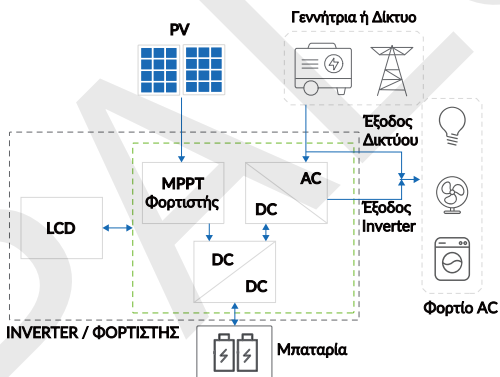 Γεννήτρια ή Δίκτυο
PV
Έξοδος
Δικτύου
MPPT
Φορτιστής
AC
DC
LCD
Έξοδος
Inverter
DC
DC
Φορτίο AC
INVERTER / ΦΟΡΤΙΣΤΗΣ
Μπαταρία